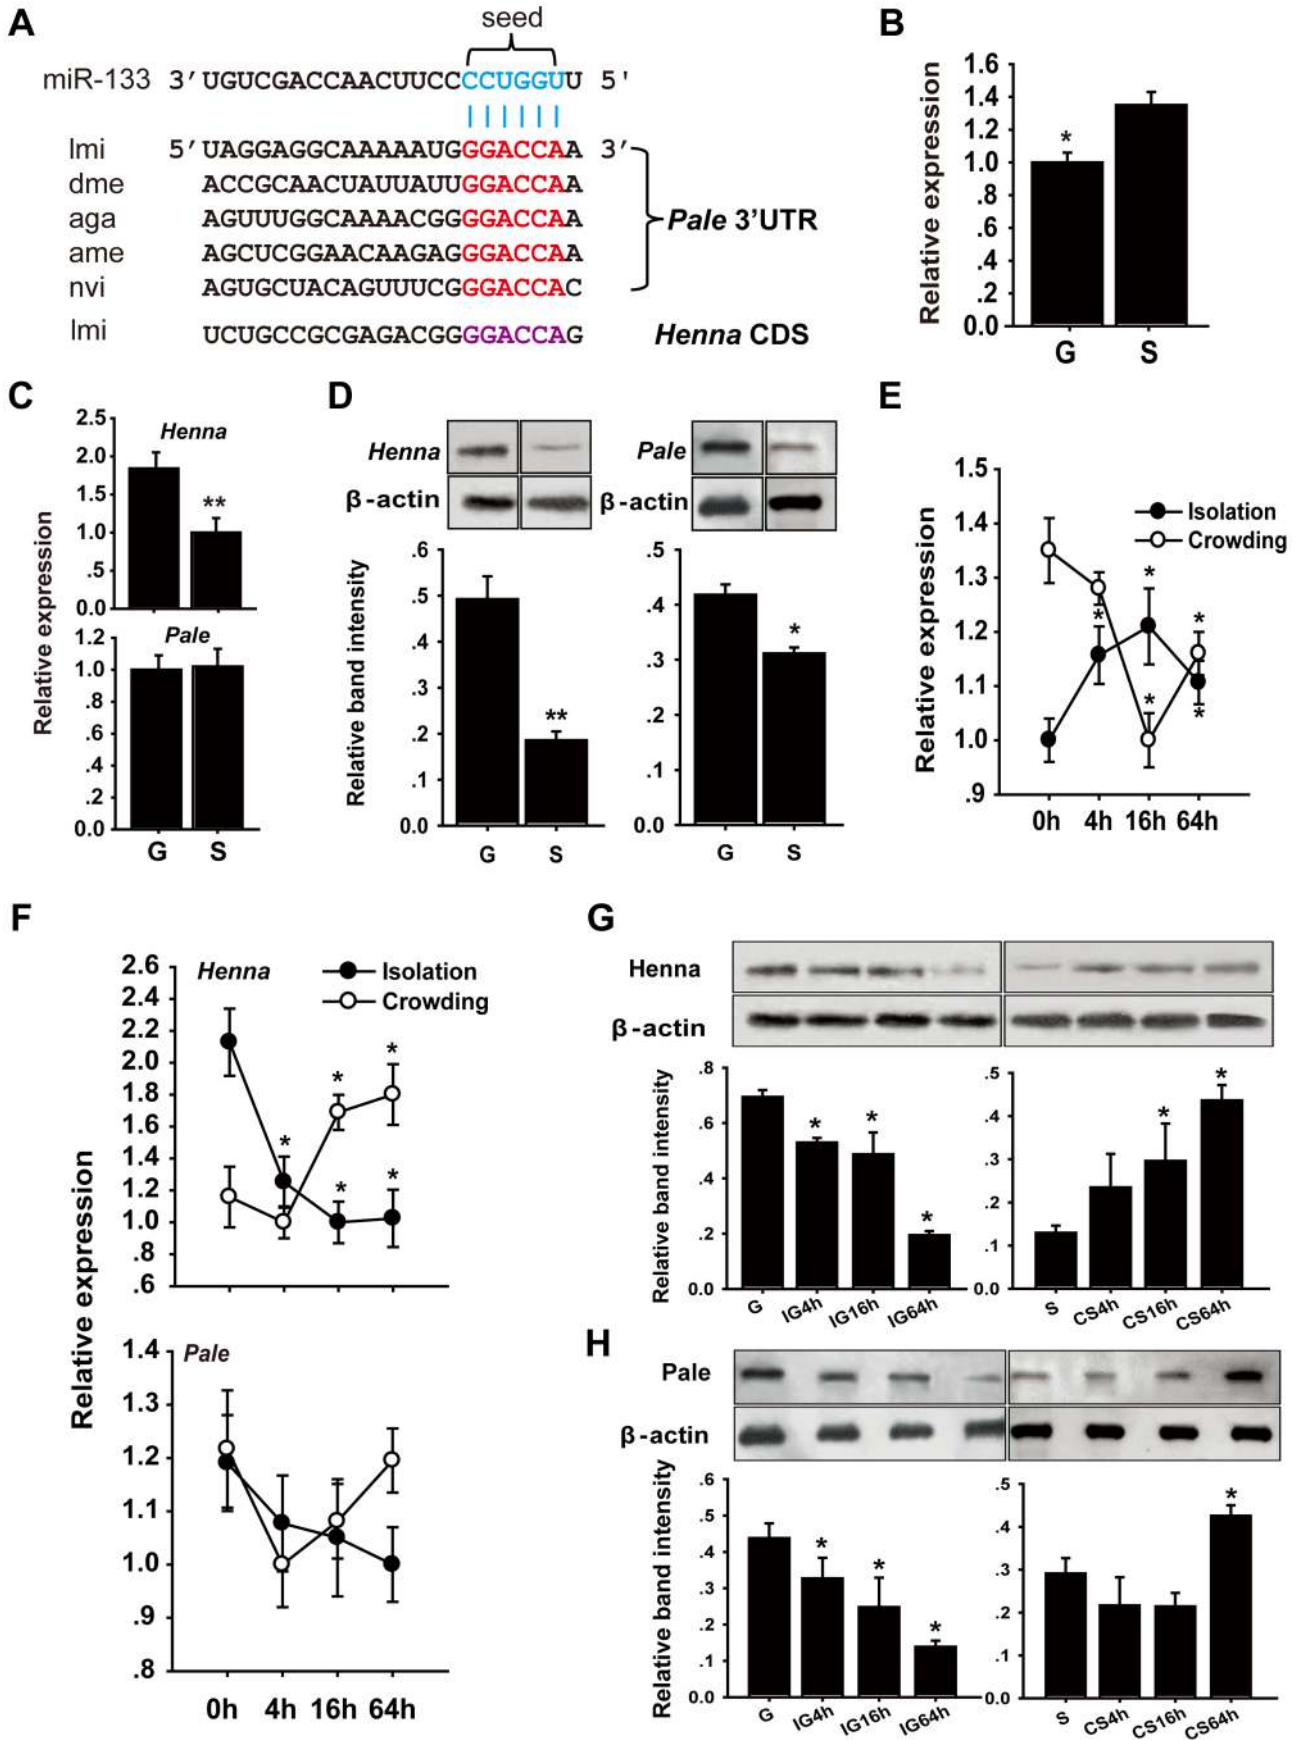 A
seed
miR-133 3′UGUCGACCAACUUCCCCUGGUU 5'
lmi 5′UAGGAGGCAAAAAUGGGACCAA 3′
dme ACCGCAACUAUUAUUGGACCAA
aga AGUUUGGCAAAACGGGGACCAA
ame AGCUCGGAACAAGAGGGACCAA
nvi AGUGCUACAGUUUCGGGACCAC
Pale 3’UTR
lmi UCUGCCGCGAGACGGGGACCAG Henna CDS
B
Relative expression
1.6
1.4
1.2
1.0
.8
.6
.4
.2
0.0
*
G S
C
Relative expression
2.5
2.0
1.5
1.0
.5
0.0
Henna
**
1.2
1.0
.8
.6
.4
.2
0.0
Pale
G S
D
Henna
β-actin
Pale
β-actin
Relative band intensity
.6
.5
.4
.3
.2
.1
0.0
**
G S
.5
.4
.3
.2
.1
0.0
*
G S
E
Relative expression
1.5
1.4
1.3
1.2
1.1
1.0
.9
Isolation
Crowding
*
*
*
*
*
0h 4h 16h 64h
F
Relative expression
2.6
2.4
2.2
2.0
1.8
1.6
1.4
1.2
1.0
.8
.6
Henna
Isolation
Crowding
*
*
*
*
*
1.4
1.3
1.2
1.1
1.0
.9
.8
Pale
0h 4h 16h 64h
G
Henna
β-actin
Relative band intensity
.8
.6
.4
.2
0.0
*
*
*
G IG4h IG16h IG64h
.5
.4
.3
.2
.1
0.0
*
*
S CS4h CS16h CS64h
H
Pale
β-actin
Relative band intensity
.6
.5
.4
.3
.2
.1
0.0
*
*
*
G IG4h IG16h IG64h
.5
.4
.3
.2
.1
0.0
*
S CS4h CS16h CS64h